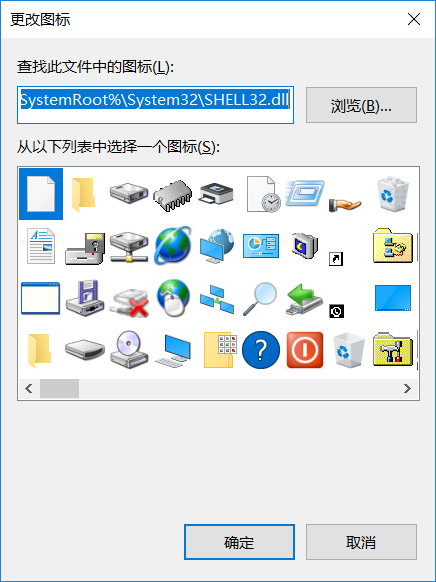 更改图标
查找此文件中的图标(L):
SystemRoot%\System32\SHELL32.dll
浏览(B)...
从以下列表中选择一个图标(S):
确定
取消